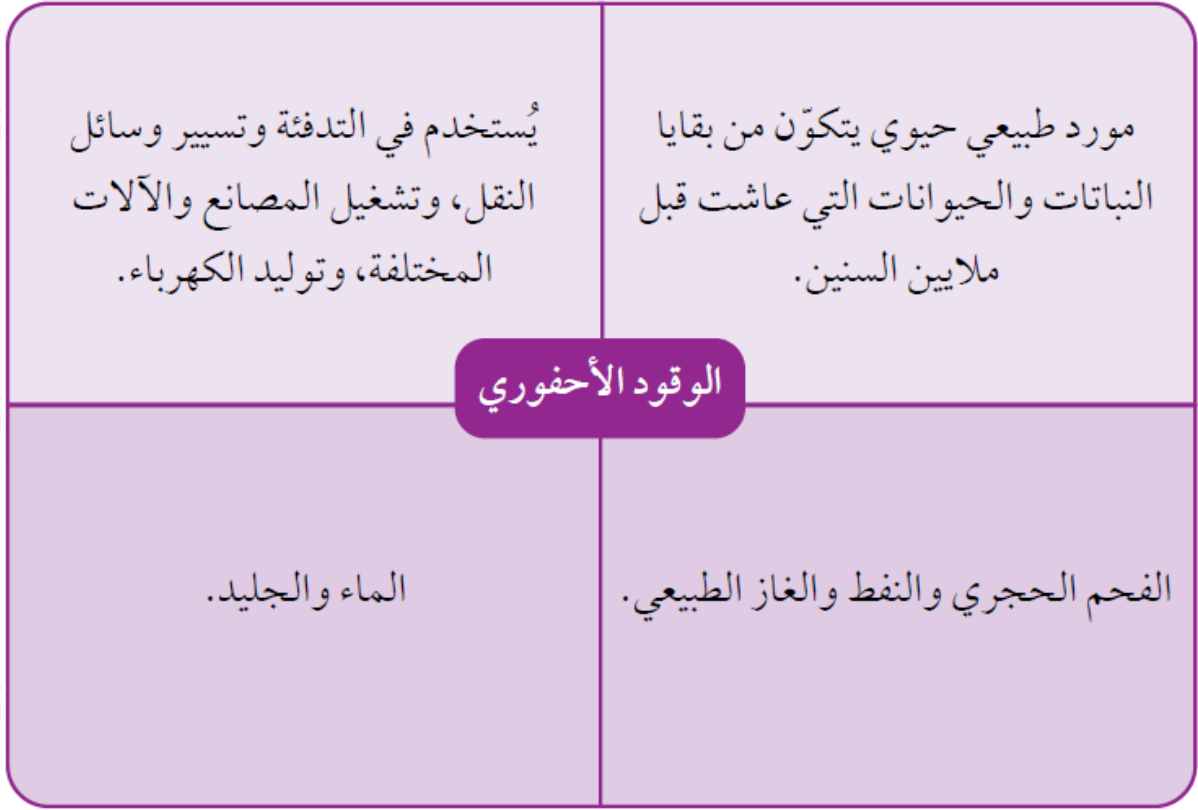 مورد طبيعي حيوي يتكوّن من بقايا
النباتات والحيوانات التي عاشت قبل
ملايين السنين.
يُستخدم في التدفئة وتسيير وسائل
النقل، وتشغيل المصانع والآلات
المختلفة، وتوليد الكهرباء.
الوقود الأحفوري
الفحم الحجري والنفط والغاز الطبيعي.
الماء والجليد.